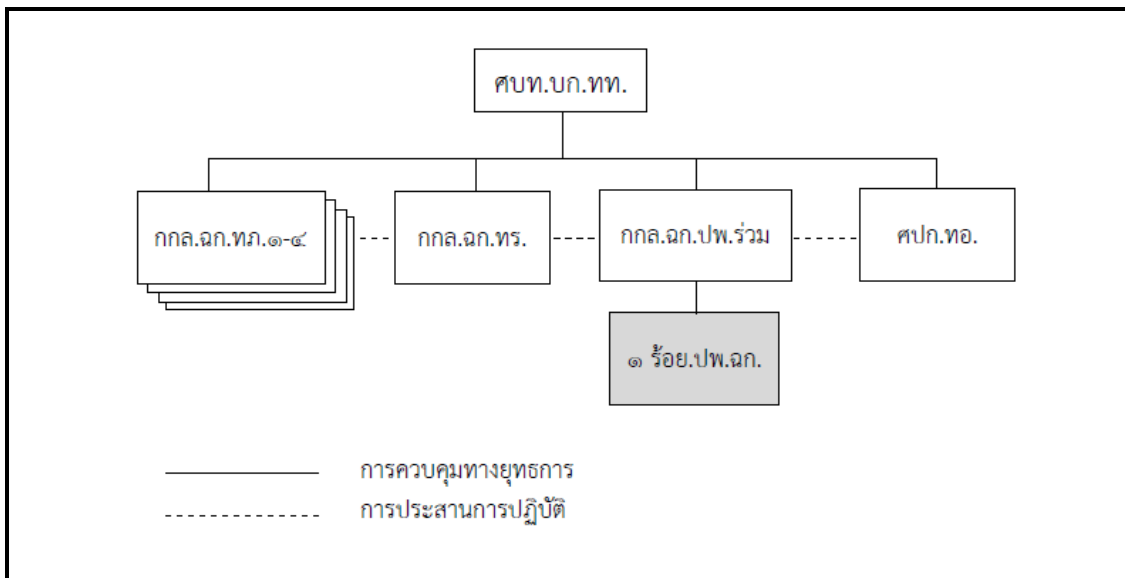 ศบท.บก.ทท.
กกล.ฉก.ทภ.๑-๔
กกล.ฉก.ทร.
กกล.ฉก.ปพ.ร่วม
ศปก.ทอ.
๑ ร้อย.ปพ.ฉก.
การควบคุมทางยุทธการ
การประสานการปฏิบัติ